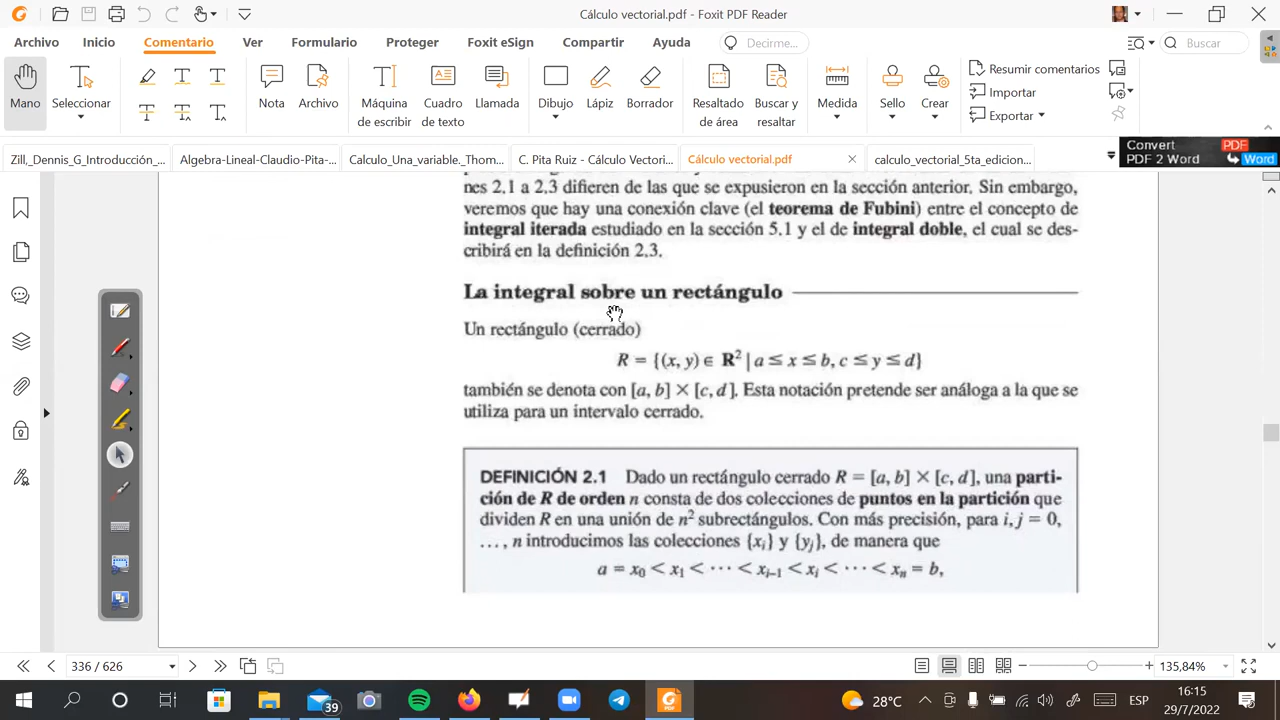 Cálculo vectorial.pdf - Foxit PDF Reader
Archivo Inicio Comentario Ver Formulario Proteger Foxit eSign Compartir Ayuda Decirme... Buscar
Mano Seleccionar Nota Archivo Máquina de escribir Cuadro de texto Llamada Dibujo Lápiz Borrador Resaltado de área Buscar y resaltar Medida Sello Crear
Resumir comentarios
Importar
Exportar
Zill,_Dennis_G_Introducción_... Algebra-Lineal-Claudio-Pita-... Calculo_Una_variable._Thom... C. Pita Ruiz - Cálculo Vectori... Cálculo vectorial.pdf calculo_vectorial_5ta_edicion...
Convert PDF
PDF 2 Word Word
nes 2.1 a 2.3 difieren de las que se expusieron en la sección anterior. Sin embargo,
veremos que hay una conexión clave (el teorema de Fubini) entre el concepto de
integral iterada estudiado en la sección 5.1 y el de integral doble, el cual se des-
cribirá en la definición 2.3.
La integral sobre un rectángulo
Un rectángulo (cerrado)
R = {(x, y) ∈ R² | a ≤ x ≤ b, c ≤ y ≤ d}
también se denota con [a, b] × [c, d]. Esta notación pretende ser análoga a la que se
utiliza para un intervalo cerrado.
DEFINICIÓN 2.1 Dado un rectángulo cerrado R = [a, b] × [c, d], una parti-
ción de R de orden n consta de dos colecciones de puntos en la partición que
dividen R en una unión de n² subrectángulos. Con más precisión, para i, j = 0,
..., n introducimos las colecciones {xᵢ} y {yⱼ}, de manera que
a = x₀ < x₁ < ··· < xᵢ₋₁ < xᵢ < ··· < xₙ = b,
336 / 626 135,84%
39 28°C ESP 16:15
29/7/2022